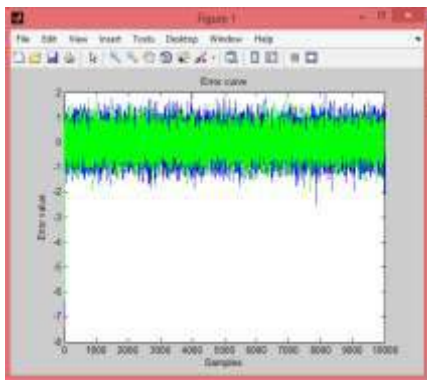 Figure 1
File Edit View Insert Tools Desktop Window Help
Error curve
2
1
0
-1
-2
-3
-4
-5
-6
-7
-8
Error value
0 1000 2000 3000 4000 5000 6000 7000 8000 9000 10000
Samples